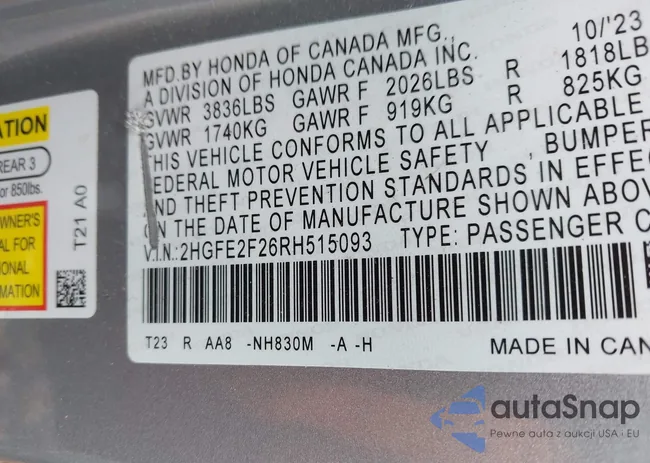 ATION
REAR 3
or 850lbs.
OWNER'S
AL FOR
IONAL
RMATION
T21 A0
MFD.BY HONDA OF CANADA MFG., 10/'23
A DIVISION OF HONDA CANADA INC.
GVWR 3836LBS GAWR F 2026LBS R 1818LB
GVWR 1740KG GAWR F 919KG R 825KG
THIS VEHICLE CONFORMS TO ALL APPLICABLE
FEDERAL MOTOR VEHICLE SAFETY , BUMPER
AND THEFT PREVENTION STANDARDS IN EFFEC
ON THE DATE OF MANUFACTURE SHOWN ABOV
V.I.N.:2HGFE2F26RH515093 TYPE: PASSENGER C
T23 R AA8 -NH830M -A -H
MADE IN CAN
autaSnap
Pewne auta z aukcji USA · EU